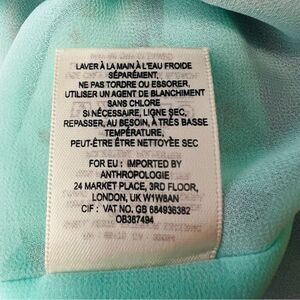 LAVER À LA MAIN À L'EAU FROIDE
SÉPARÉMENT,
NE PAS TORDRE OU ESSORER,
UTILISER UN AGENT DE BLANCHIMENT
SANS CHLORE
SI NÉCESSAIRE, LIGNE SEC,
REPASSER, AU BESOIN, À TRÈS BASSE
TEMPÉRATURE,
PEUT-ÊTRE ÊTRE NETTOYÉE SEC
FOR EU : IMPORTED BY
ANTHROPOLOGIE
24 MARKET PLACE, 3RD FLOOR,
LONDON, UK W1W8AN
CIF : VAT NO. GB 684936382
OB367494